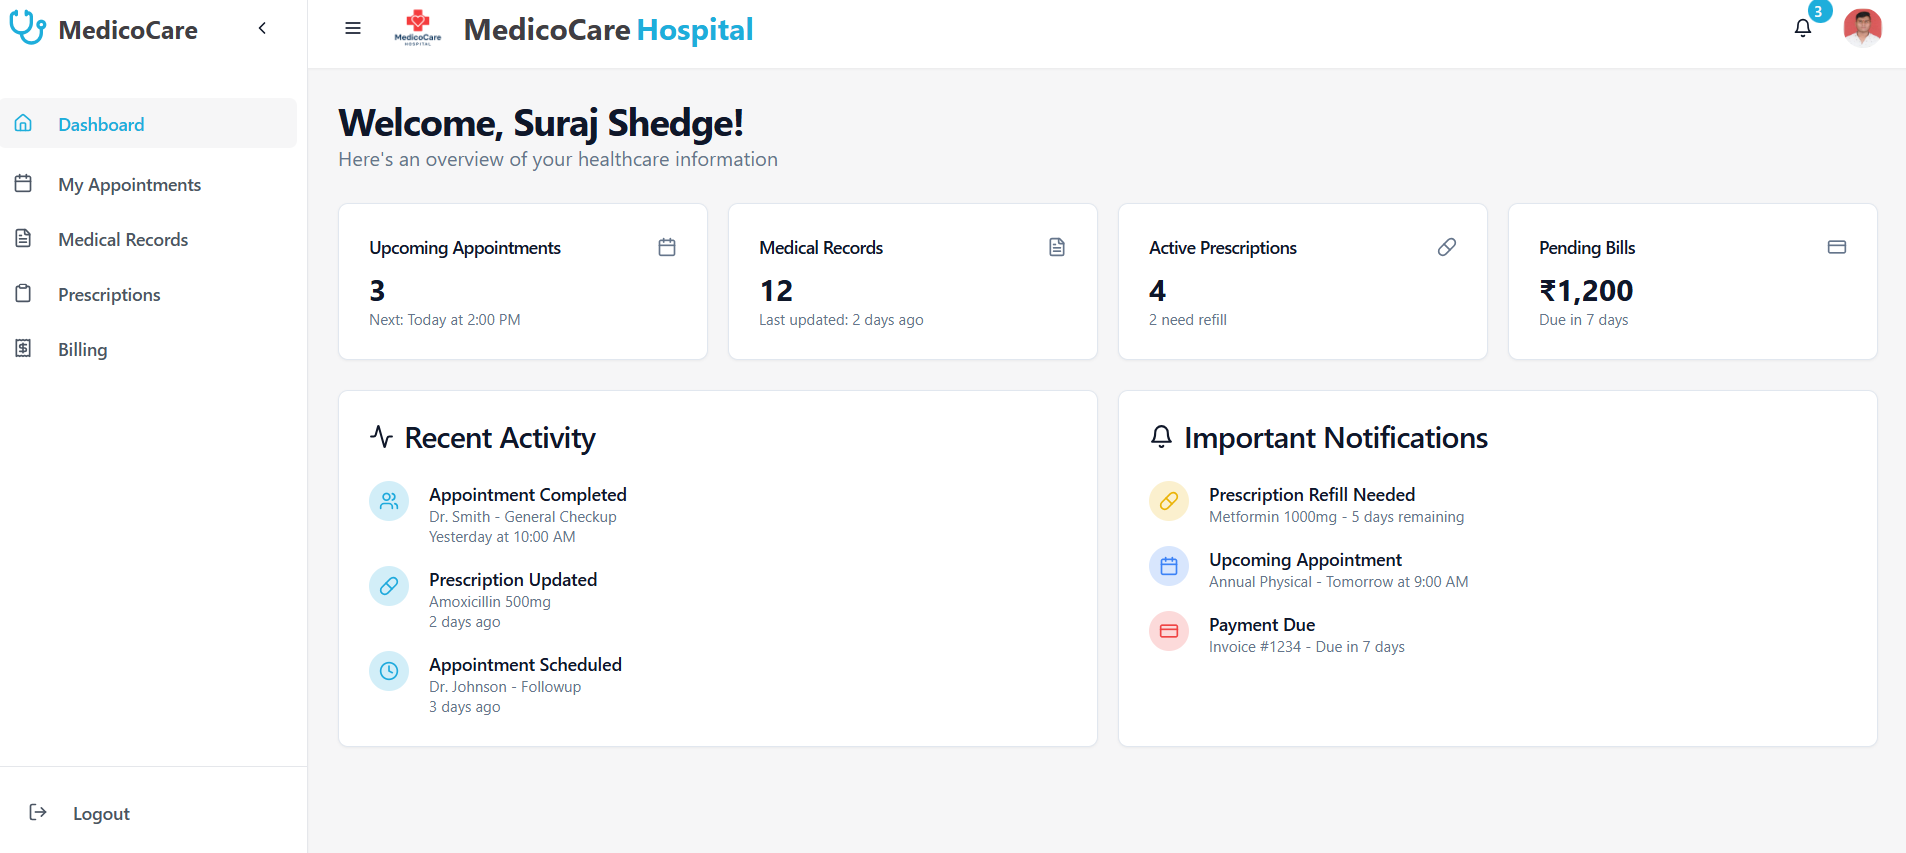 MedicoCare
Dashboard
My Appointments
Medical Records
Prescriptions
Billing
Logout
MedicoCare
HOSPITAL
MedicoCare Hospital
3
Welcome, Suraj Shedge!
Here's an overview of your healthcare information
Upcoming Appointments
3
Next: Today at 2:00 PM
Medical Records
12
Last updated: 2 days ago
Active Prescriptions
4
2 need refill
Pending Bills
₹1,200
Due in 7 days
Recent Activity
Appointment Completed
Dr. Smith - General Checkup
Yesterday at 10:00 AM
Prescription Updated
Amoxicillin 500mg
2 days ago
Appointment Scheduled
Dr. Johnson - Followup
3 days ago
Important Notifications
Prescription Refill Needed
Metformin 1000mg - 5 days remaining
Upcoming Appointment
Annual Physical - Tomorrow at 9:00 AM
Payment Due
Invoice #1234 - Due in 7 days